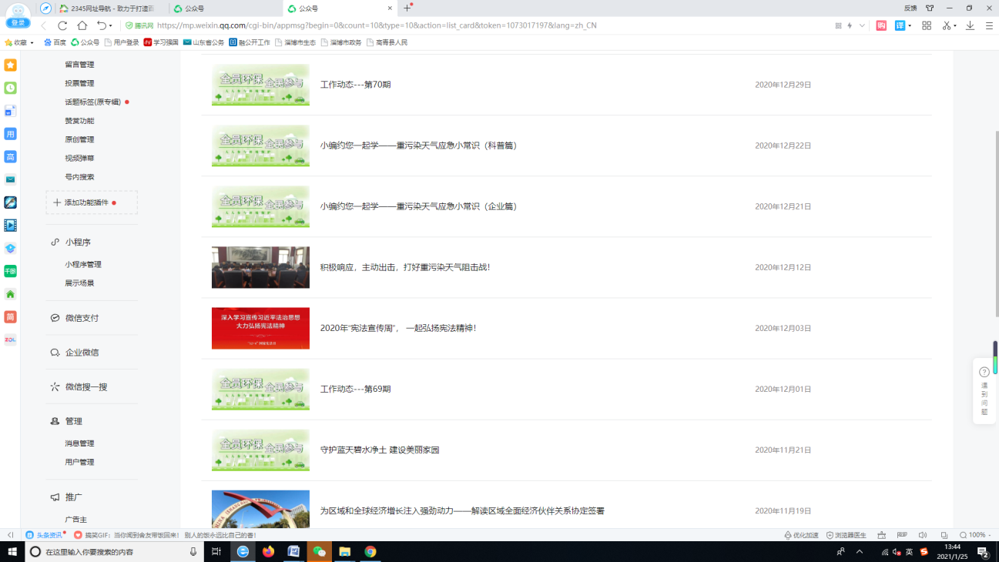 登录
2345网址导航 - 致力于打造百
公众号
公众号
反馈
腾讯网 https://mp.weixin.qq.com/cgi-bin/appmsg?begin=0&count=10&type=10&action=list_card&token=1073017197&lang=zh_CN
购
译
收藏 百度 公众号 用户登录 学习强国 山东省公务 融公开工作 淄博市生态 淄博市政务 高青县人民
用
高
千眼
简
ZOL
留言管理
投票管理
话题标签(原专辑)
赞赏功能
原创管理
视频弹幕
号内搜索
添加功能插件
小程序
小程序管理
展示场景
微信支付
企业微信
微信搜一搜
管理
消息管理
用户管理
推广
广告主
全员环保 全民参与
工作动态---第70期
2020年12月29日
全员环保 全民参与
小编约您一起学——重污染天气应急小常识（科普篇）
2020年12月22日
全员环保 全民参与
小编约您一起学——重污染天气应急小常识（企业篇）
2020年12月21日
积极响应，主动出击，打好重污染天气阻击战！
2020年12月12日
深入学习宣传习近平法治思想
大力弘扬宪法精神
2020年“宪法宣传周”， 一起弘扬宪法精神！
2020年12月03日
全员环保 全民参与
工作动态---第69期
2020年12月01日
全员环保 全民参与
守护蓝天碧水净土 建设美丽家园
2020年11月21日
为区域和全球经济增长注入强劲动力——解读区域全面经济伙伴关系协定签署
2020年11月19日
遇到问题
头条资讯 搞笑GIF：当你闻到舍友带饭回来！ 别人的饭永远比自己的香！
优化加速 浏览器医生 100%
在这里输入你要搜索的内容
英
13:44
2021/1/25
2